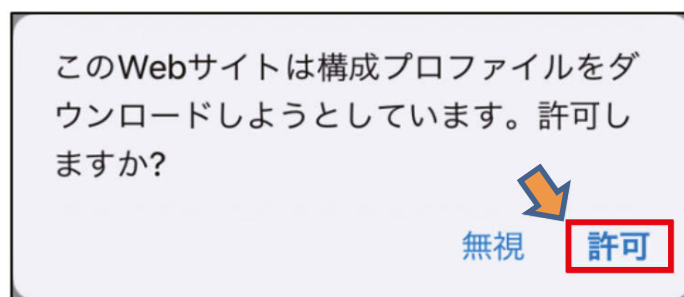 このWebサイトは構成プロファイルをダ
ウンロードしようとしています。許可し
ますか?
無視 許可